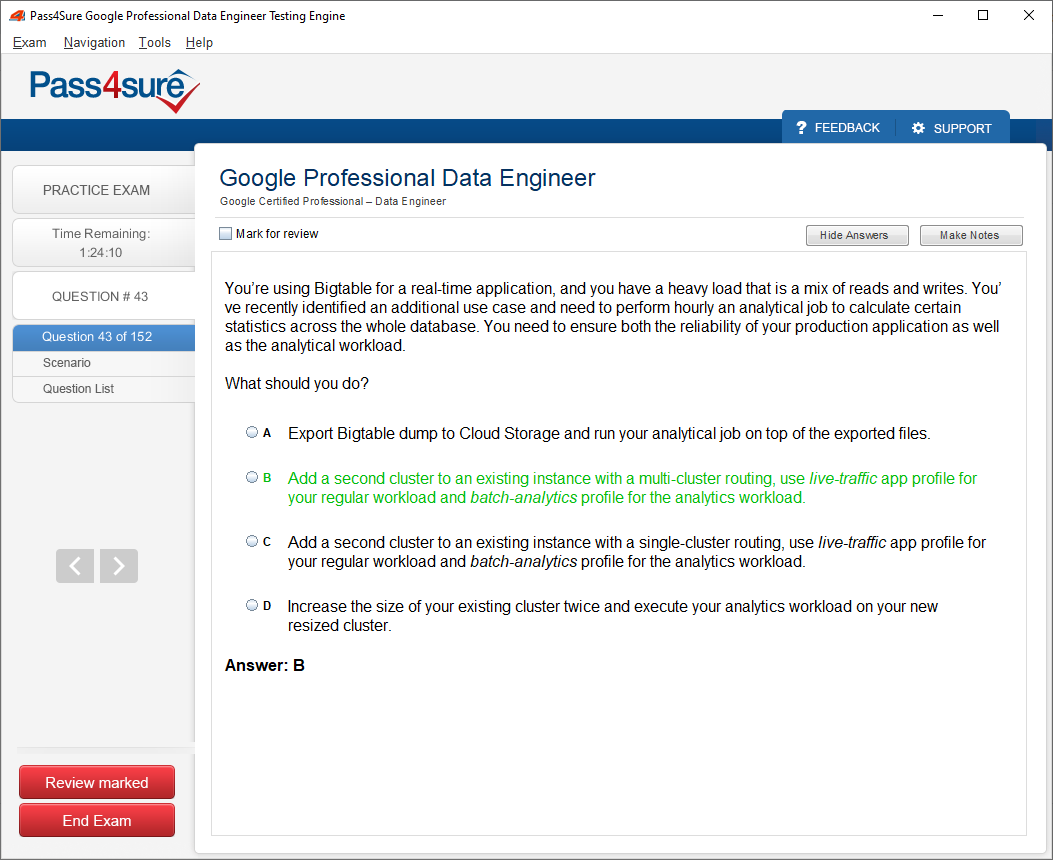 Pass4Sure Google Professional Data Engineer Testing Engine
Exam Navigation Tools Help
Pass4sure
? FEEDBACK SUPPORT
PRACTICE EXAM
Time Remaining:
1:24:10
QUESTION # 43
Question 43 of 152
Scenario
Question List
Review marked
End Exam
Google Professional Data Engineer
Google Certified Professional – Data Engineer
Mark for review
Hide Answers Make Notes
You’re using Bigtable for a real-time application, and you have a heavy load that is a mix of reads and writes. You’
ve recently identified an additional use case and need to perform hourly an analytical job to calculate certain
statistics across the whole database. You need to ensure both the reliability of your production application as well
as the analytical workload.
What should you do?
A Export Bigtable dump to Cloud Storage and run your analytical job on top of the exported files.
B Add a second cluster to an existing instance with a multi-cluster routing, use live-traffic app profile for
your regular workload and batch-analytics profile for the analytics workload.
C Add a second cluster to an existing instance with a single-cluster routing, use live-traffic app profile for
your regular workload and batch-analytics profile for the analytics workload.
D Increase the size of your existing cluster twice and execute your analytics workload on your new
resized cluster.
Answer: B